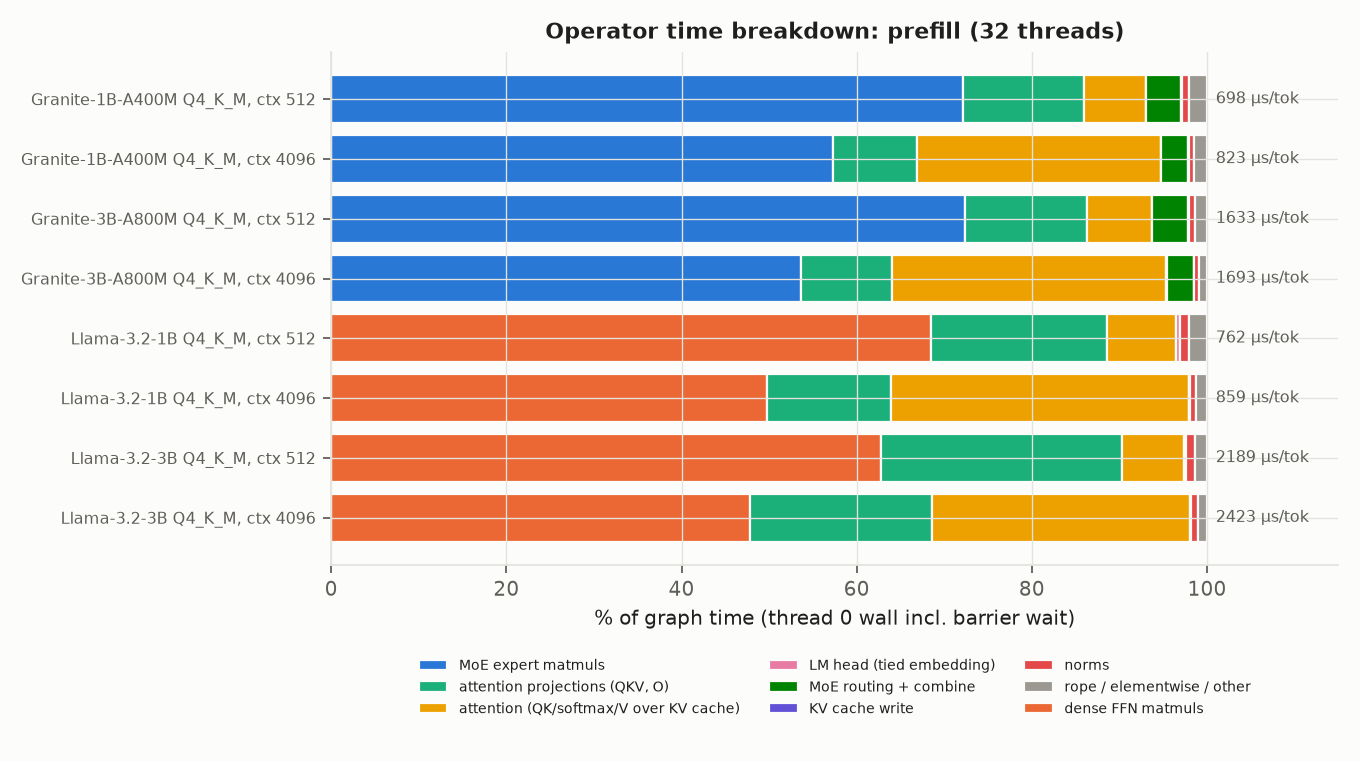 Operator time breakdown: prefill (32 threads)
Granite-1B-A400M Q4_K_M, ctx 512 698 µs/tok
Granite-1B-A400M Q4_K_M, ctx 4096 823 µs/tok
Granite-3B-A800M Q4_K_M, ctx 512 1633 µs/tok
Granite-3B-A800M Q4_K_M, ctx 4096 1693 µs/tok
Llama-3.2-1B Q4_K_M, ctx 512 762 µs/tok
Llama-3.2-1B Q4_K_M, ctx 4096 859 µs/tok
Llama-3.2-3B Q4_K_M, ctx 512 2189 µs/tok
Llama-3.2-3B Q4_K_M, ctx 4096 2423 µs/tok
0 20 40 60 80 100
% of graph time (thread 0 wall incl. barrier wait)
MoE expert matmuls
attention projections (QKV, O)
attention (QK/softmax/V over KV cache)
LM head (tied embedding)
MoE routing + combine
KV cache write
norms
rope / elementwise / other
dense FFN matmuls